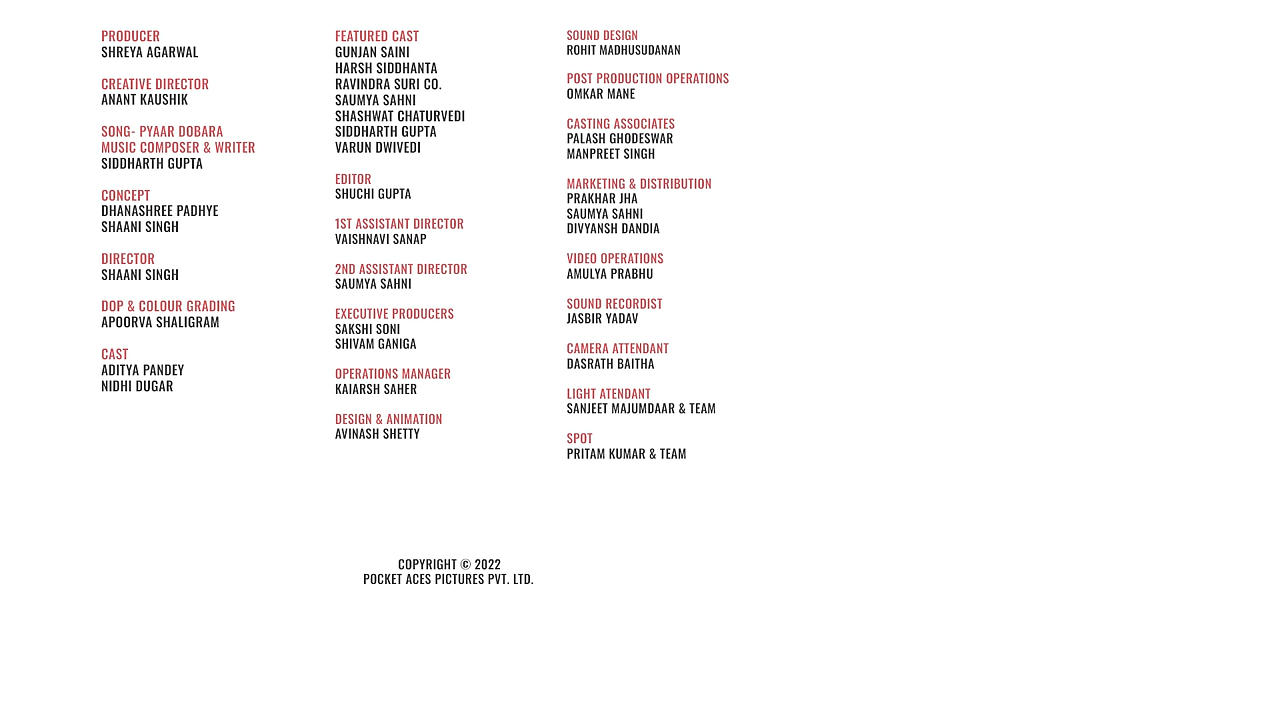 PRODUCER
SHREYA AGARWAL
CREATIVE DIRECTOR
ANANT KAUSHIK
SONG- PYAAR DOBARA
MUSIC COMPOSER & WRITER
SIDDHARTH GUPTA
CONCEPT
DHANASHREE PADHYE
SHAANI SINGH
DIRECTOR
SHAANI SINGH
DOP & COLOUR GRADING
APOORVA SHALIGRAM
CAST
ADITYA PANDEY
NIDHI DUGAR
FEATURED CAST
GUNJAN SAINI
HARSH SIDDHANTA
RAVINDRA SURI CO.
SAUMYA SAHNI
SHASHWAT CHATURVEDI
SIDDHARTH GUPTA
VARUN DWIVEDI
EDITOR
SHUCHI GUPTA
1ST ASSISTANT DIRECTOR
VAISHNAVI SANAP
2ND ASSISTANT DIRECTOR
SAUMYA SAHNI
EXECUTIVE PRODUCERS
SAKSHI SONI
SHIVAM GANIGA
OPERATIONS MANAGER
KAIARSH SAHER
DESIGN & ANIMATION
AVINASH SHETTY
SOUND DESIGN
ROHIT MADHUSUDANAN
POST PRODUCTION OPERATIONS
OMKAR MANE
CASTING ASSOCIATES
PALASH GHODESWAR
MANPREET SINGH
MARKETING & DISTRIBUTION
PRAKHAR JHA
SAUMYA SAHNI
DIVYANSH DANDIA
VIDEO OPERATIONS
AMULYA PRABHU
SOUND RECORDIST
JASBIR YADAV
CAMERA ATTENDANT
DASRATH BAITHA
LIGHT ATENDANT
SANJEET MAJUMDAAR & TEAM
SPOT
PRITAM KUMAR & TEAM
COPYRIGHT © 2022
POCKET ACES PICTURES PVT. LTD.